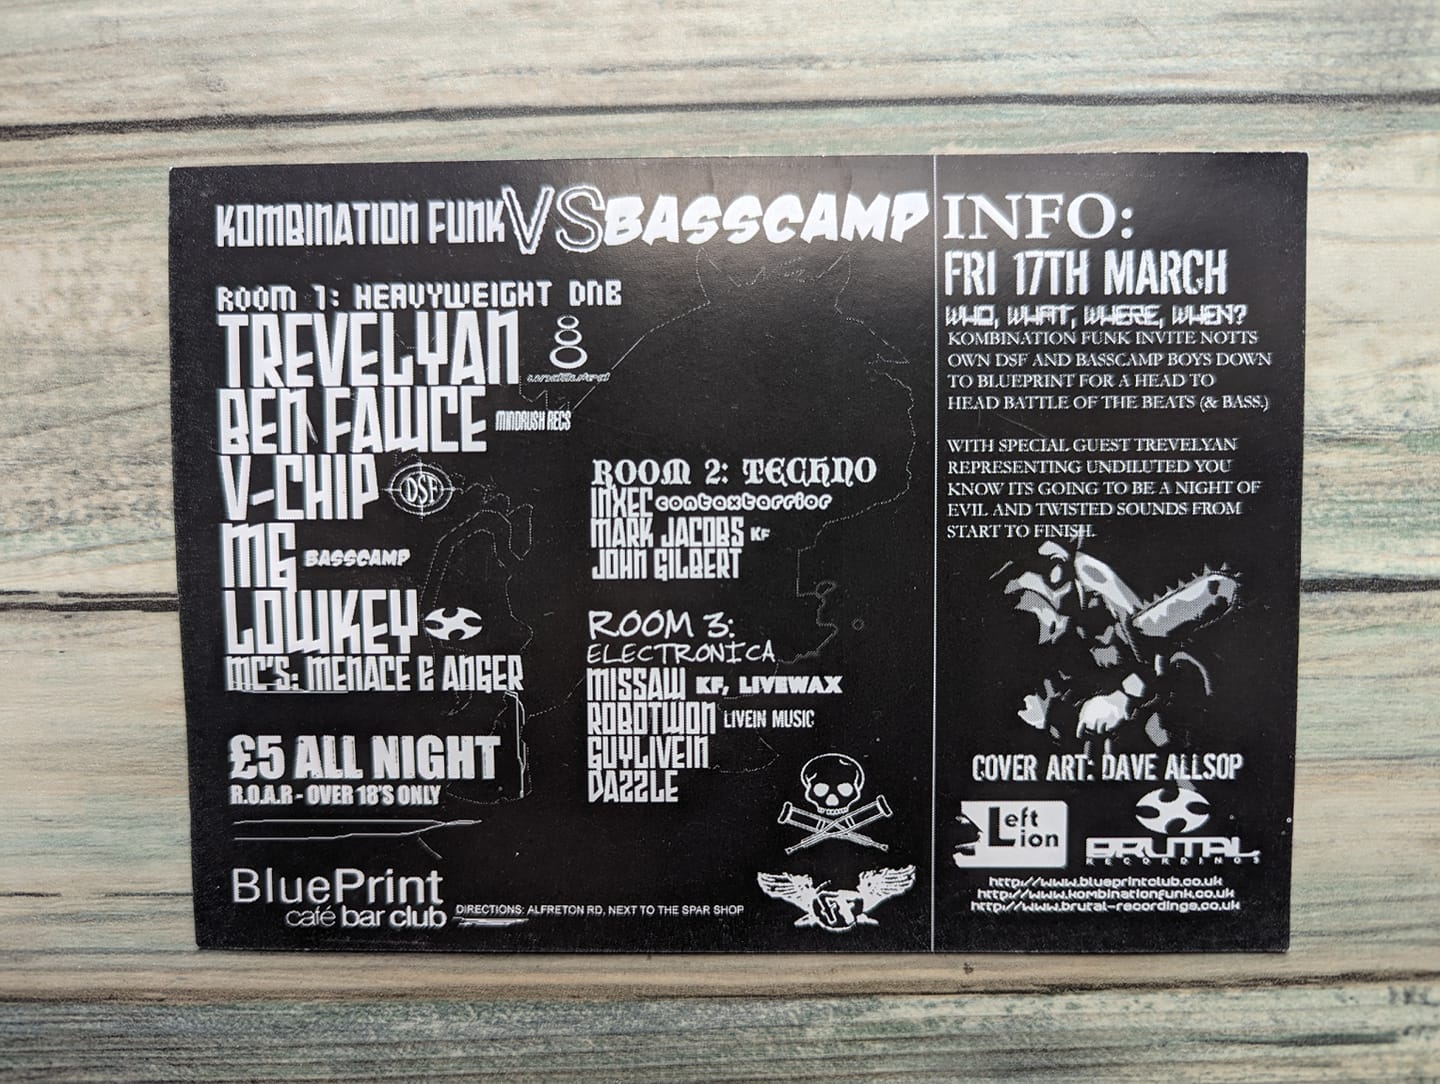 KOMBINATION FUNK VS BASSCAMP
ROOM 1: HEAVYWEIGHT DNB
TREVELYAN
undiluted
BEN FAWCE MINDRUSH RECS
V-CHIP DSF
MG BASSCAMP
LOWKEY
MC'S: MENACE & ANGER
£5 ALL NIGHT
R.O.A.R - OVER 18'S ONLY
BluePrint
café bar club
DIRECTIONS: ALFRETON RD, NEXT TO THE SPAR SHOP
ROOM 2: TECHNO
INXEC contaxtarrior
MARK JACOBS KF
JOHN GILBERT
ROOM 3:
ELECTRONICA
MISSAW KF, LIVEWAX
ROBOTWON LIVEIN MUSIC
GUYLIVEIN
DAZZLE
INFO:
FRI 17TH MARCH
WHO, WHAT, WHERE, WHEN?
KOMBINATION FUNK INVITE NOTTS
OWN DSF AND BASSCAMP BOYS DOWN
TO BLUEPRINT FOR A HEAD TO
HEAD BATTLE OF THE BEATS (& BASS.)
WITH SPECIAL GUEST TREVELYAN
REPRESENTING UNDILUTED YOU
KNOW ITS GOING TO BE A NIGHT OF
EVIL AND TWISTED SOUNDS FROM
START TO FINISH.
COVER ART: DAVE ALLSOP
Left
Lion
BRUTAL
RECORDINGS
http://www.blueprintclub.co.uk
http://www.kombinationfunk.co.uk
http://www.brutal-recordings.co.uk